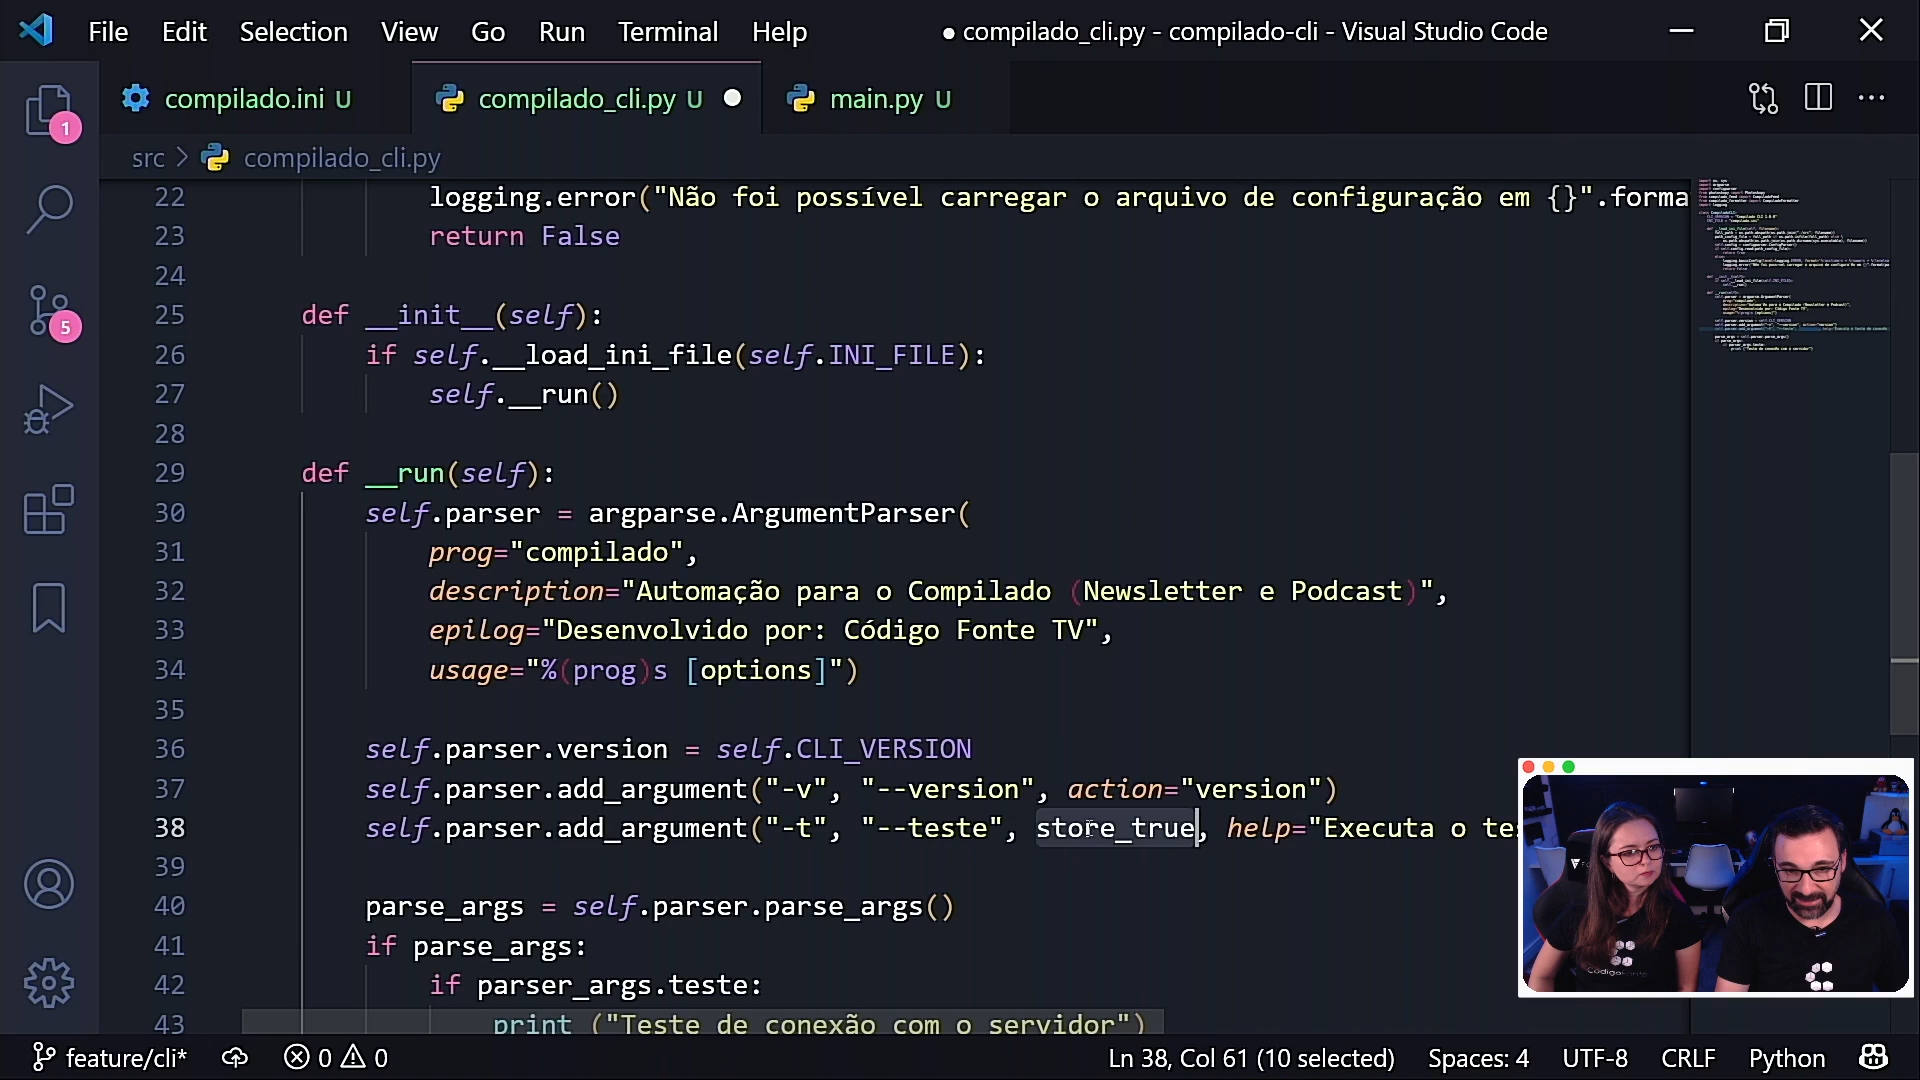 File Edit Selection View Go Run Terminal Help
● compilado_cli.py - compilado-cli - Visual Studio Code
compilado.ini U
compilado_cli.py U
main.py U
src > compilado_cli.py
1
5
22 logging.error("Não foi possível carregar o arquivo de configuração em {}".forma
23 return False
24
25 def __init__(self):
26 if self.__load_ini_file(self.INI_FILE):
27 self.__run()
28
29 def __run(self):
30 self.parser = argparse.ArgumentParser(
31 prog="compilado",
32 description="Automação para o Compilado (Newsletter e Podcast)",
33 epilog="Desenvolvido por: Código Fonte TV",
34 usage="%(prog)s [options]")
35
36 self.parser.version = self.CLI_VERSION
37 self.parser.add_argument("-v", "--version", action="version")
38 self.parser.add_argument("-t", "--teste", store_true, help="Executa o tes
39
40 parse_args = self.parser.parse_args()
41 if parse_args:
42 if parser_args.teste:
43 print ("Teste de conexão com o servidor")
feature/cli* 0 0 Ln 38, Col 61 (10 selected) Spaces: 4 UTF-8 CRLF Python